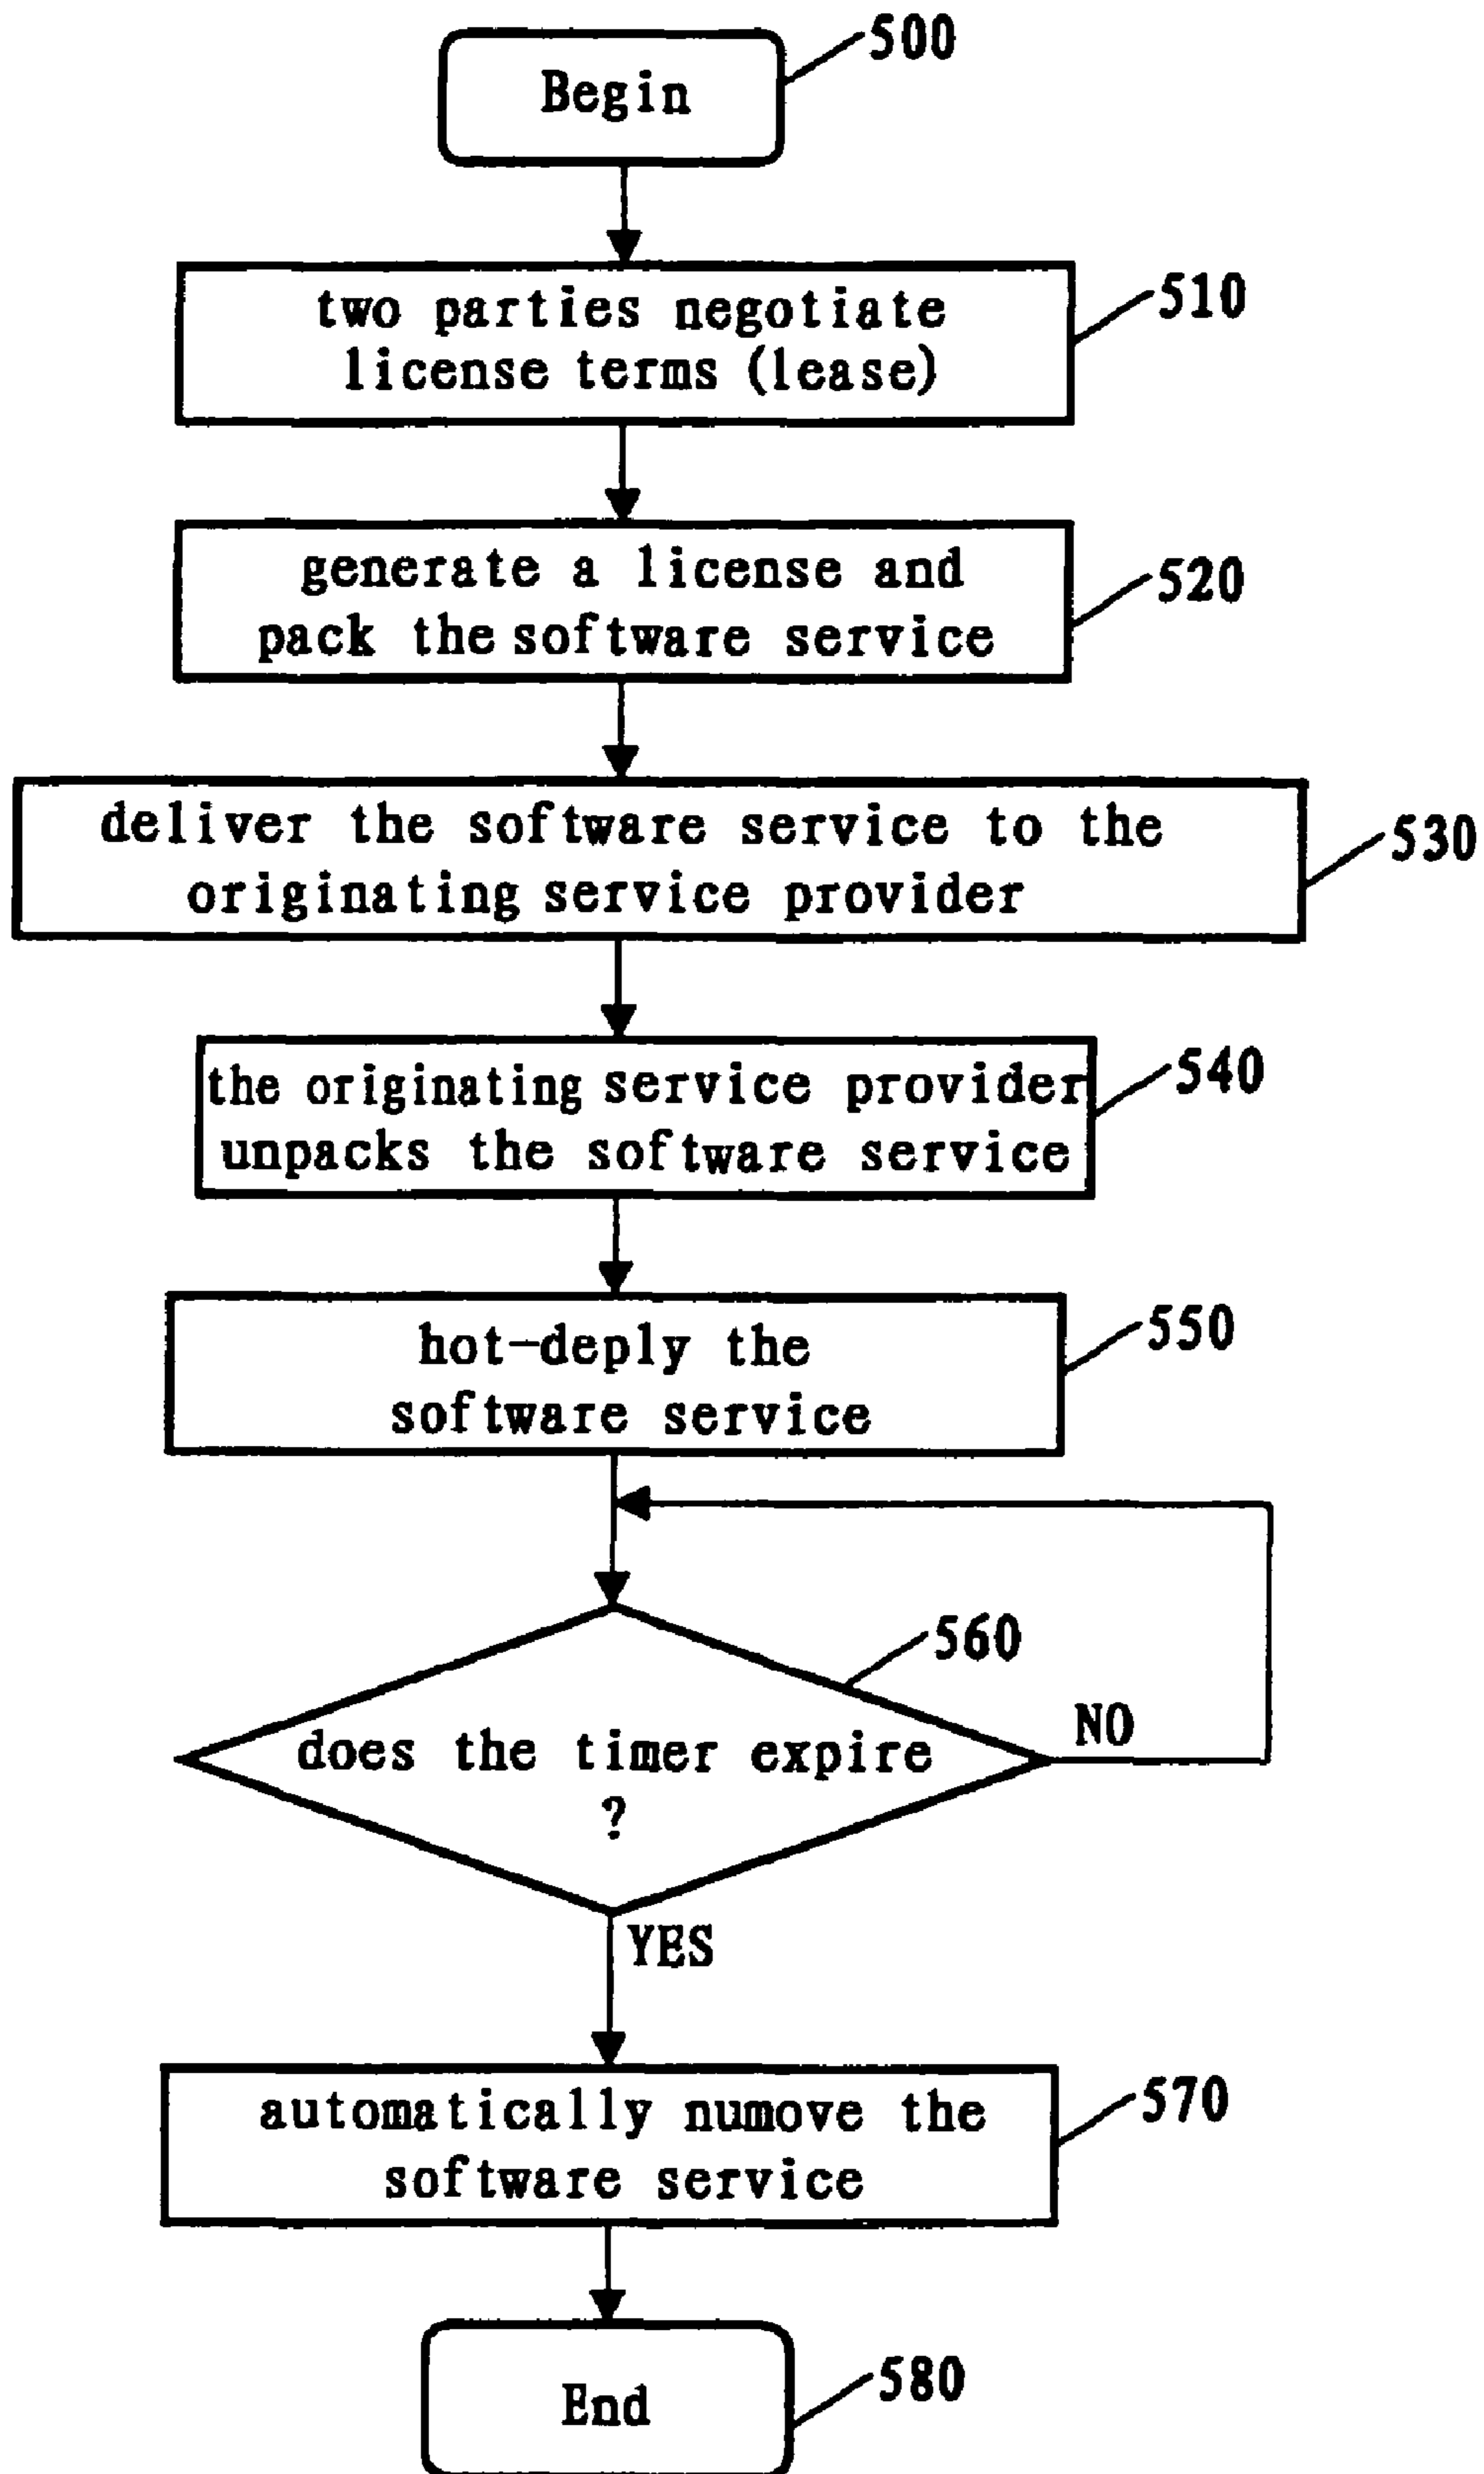 Begin
500
two parties negotiate
license terms (lease)
510
generate a license and
pack the software service
520
deliver the software service to the
originating service provider
530
the originating service provider
unpacks the software service
540
hot-deply the
software service
550
560
does the timer expire
?
NO
YES
automatically numove the
software service
570
End
580